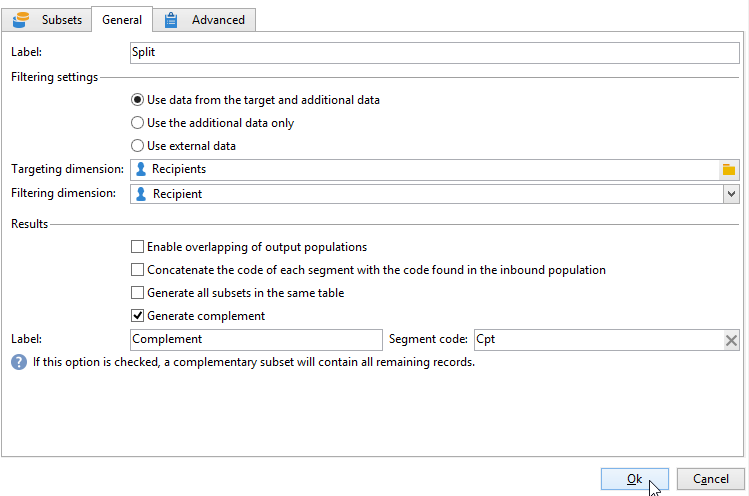 Subsets General Advanced
Label: Split
Filtering settings
Use data from the target and additional data
Use the additional data only
Use external data
Targeting dimension: Recipients
Filtering dimension: Recipient
Results
Enable overlapping of output populations
Concatenate the code of each segment with the code found in the inbound population
Generate all subsets in the same table
Generate complement
Label: Complement Segment code: Cpt
? If this option is checked, a complementary subset will contain all remaining records.
Ok Cancel